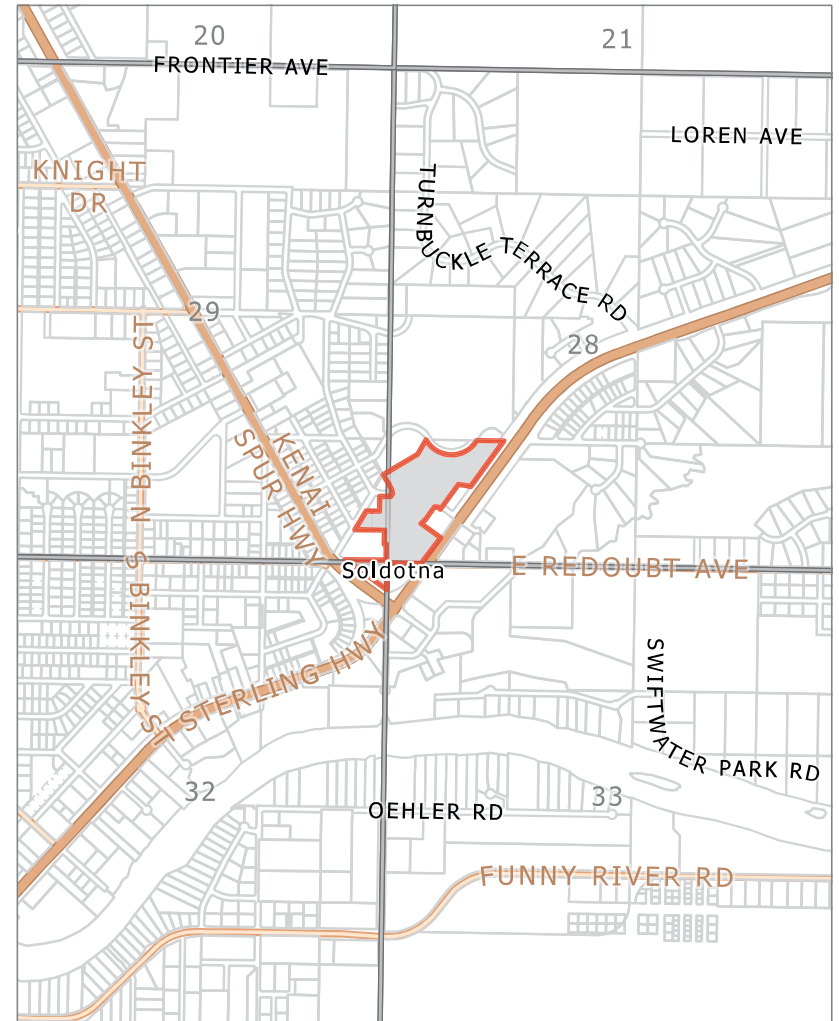 20
21
FRONTIER AVE
LOREN AVE
KNIGHT
DR
TURNBUCKLE TERRACE RD
29
28
N BINKLEY ST
KENAI
SPUR HWY
Soldotna
E REDOUBT AVE
S BINKLEY ST
STERLING HWY
SWIFTWATER PARK RD
32
33
OEHLER RD
FUNNY RIVER RD